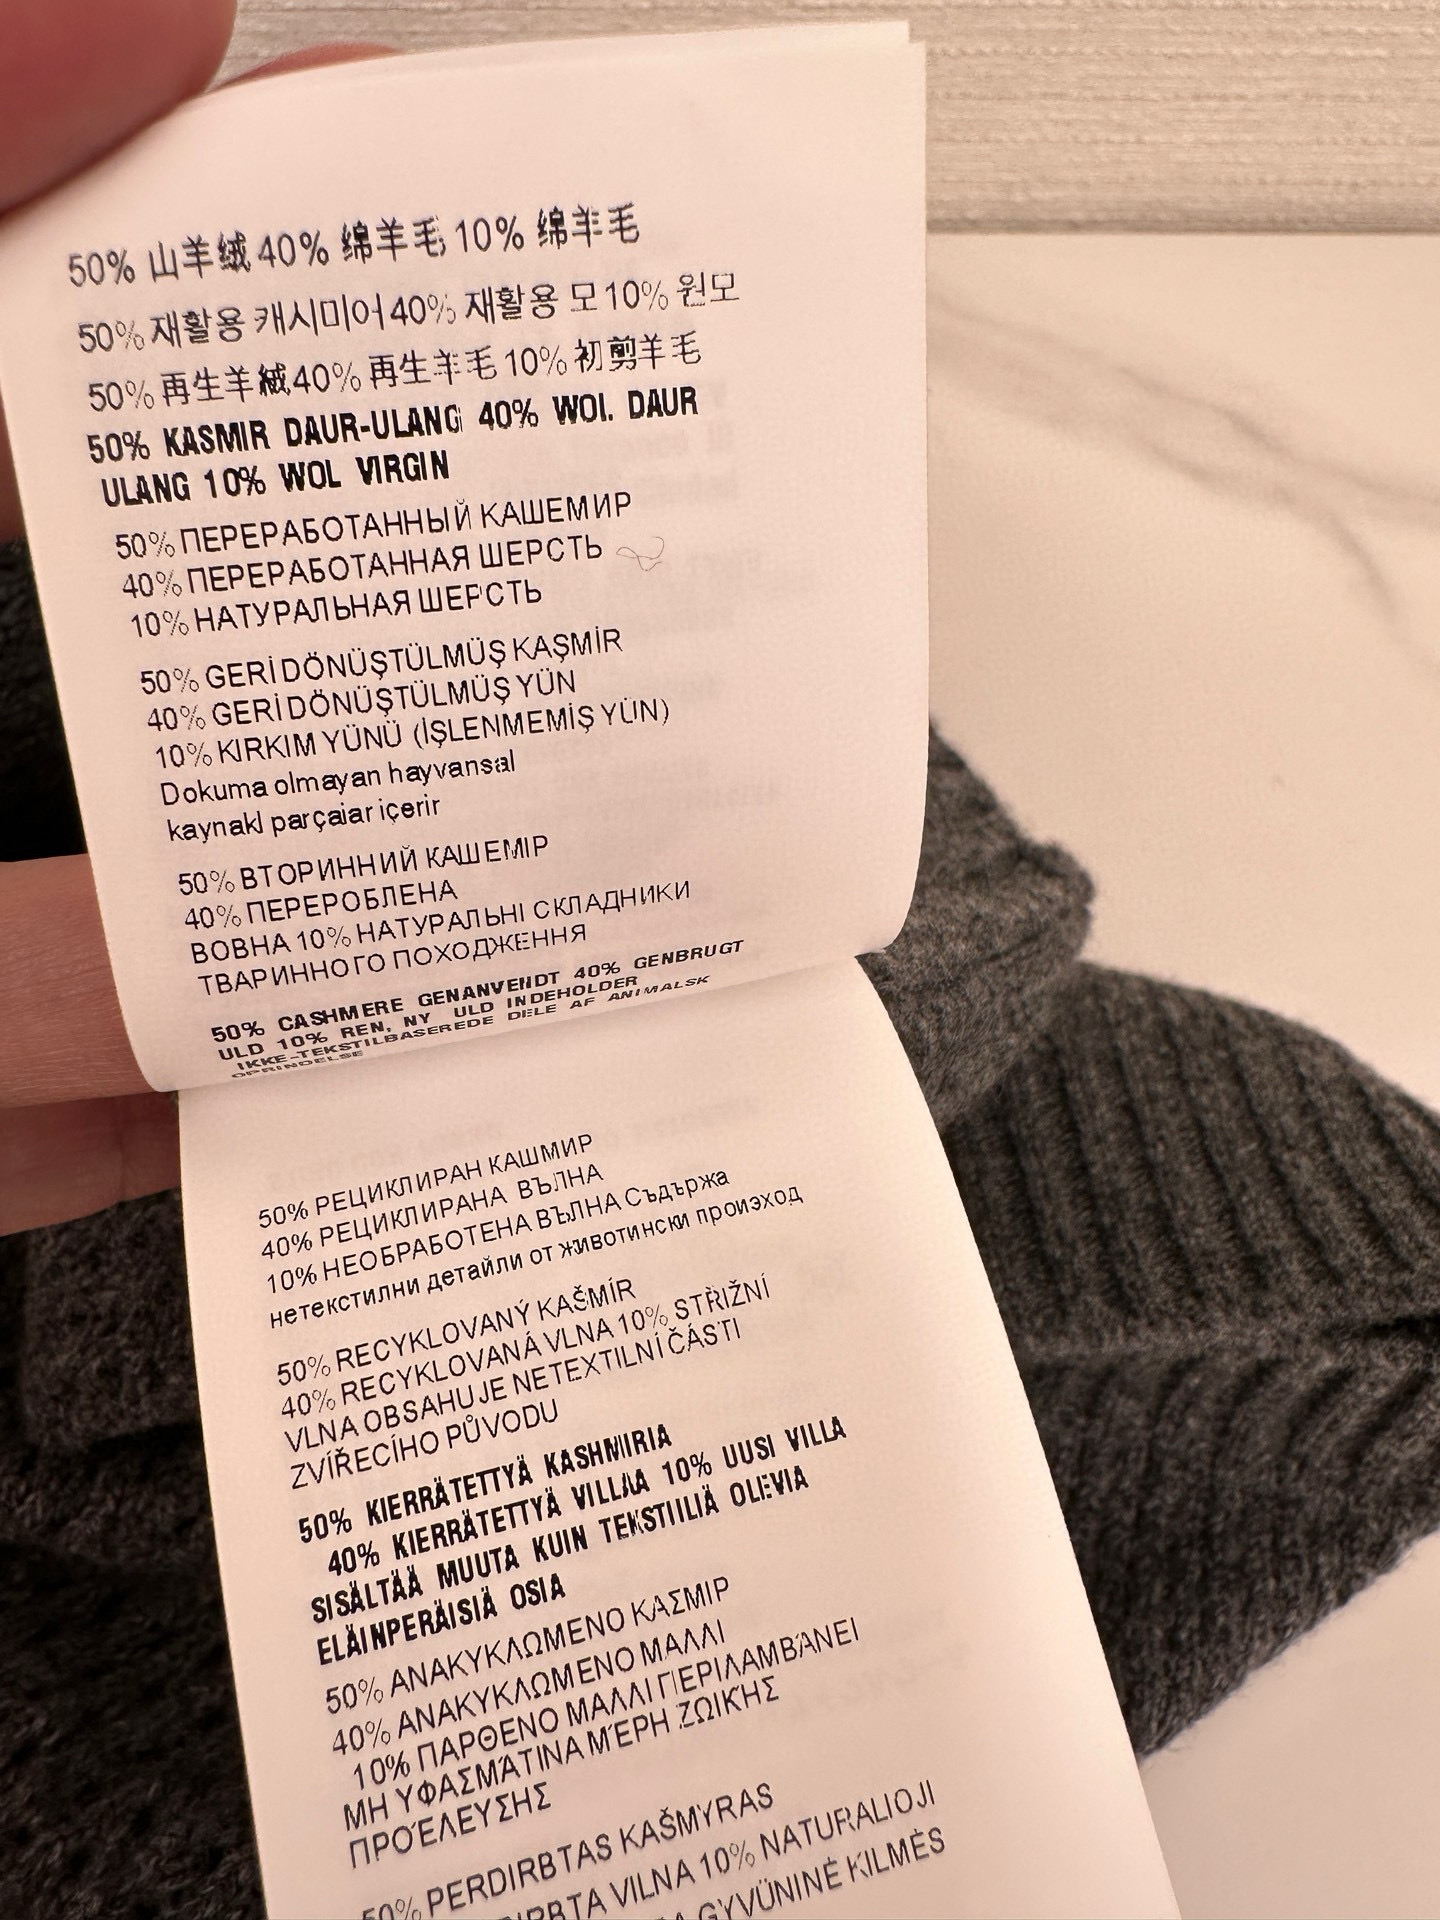 50% 山羊绒 40% 绵羊毛 10% 绵羊毛
50% 재활용 캐시미어 40% 재활용 모 10% 원모
50% 再生羊絨 40% 再生羊毛 10% 初剪羊毛
50% KASMIR DAUR-ULANG 40% WOL DAUR
ULANG 10% WOL VIRGIN
50% ПЕРЕРАБОТАННЫЙ КАШЕМИР
40% ПЕРЕРАБОТАННАЯ ШЕРСТЬ
10% НАТУРАЛЬНАЯ ШЕРСТЬ
50% GERİ DÖNÜŞTÜLMÜŞ KAŞMİR
40% GERİ DÖNÜŞTÜLMÜŞ YÜN
10% KIRKIM YÜNÜ (İŞLENMEMİŞ YÜN)
Dokuma olmayan hayvansal
kaynakl parçalar içerir
50% ВТОРИННИЙ КАШЕМІР
40% ПЕРЕРОБЛЕНА
ВОВНА 10% НАТУРАЛЬНІ СКЛАДНИКИ
ТВАРИННОГО ПОХОДЖЕННЯ
50% CASHMERE GENANVENDT 40% GENBRUGT
ULD 10% REN, NY ULD INDEHOLDER
IKKE-TEKSTILBASEREDE DELE AF ANIMALSK
OPRINDELSE
50% РЕЦИКЛИРАН КАШМИР
40% РЕЦИКЛИРАНА ВЪЛНА
10% НЕОБРАБОТЕНА ВЪЛНА Съдържа
нетекстилни детайли от животински произход
50% RECYKLOVANÝ KAŠMÍR
40% RECYKLOVANÁ VLNA 10% STŘIŽNÍ
VLNA OBSAHUJE NETEXTILNÍ ČÁSTI
ZVÍŘECÍHO PŮVODU
50% KIERRÄTETTYÄ KASHMIRIA
40% KIERRÄTETTYÄ VILLAA 10% UUSI VILLA
SISÄLTÄÄ MUUTA KUIN TEKSTIILIÄ OLEVIA
ELÄINPERÄISIÄ OSIA
50% ΑΝΑΚΥΚΛΩΜΕΝΟ ΚΑΣΜΙΡ
40% ΑΝΑΚΥΚΛΩΜΕΝΟ ΜΑΛΛΙ
10% ΠΑΡΘΕΝΟ ΜΑΛΛΙ ΠΕΡΙΛΑΜΒΆΝΕΙ
ΜΗ ΥΦΑΣΜΆΤΙΝΑ ΜΈΡΗ ΖΩΙΚΉΣ
ΠΡΟΈΛΕΥΣΗΣ
50% PERDIRBTAS KAŠMYRAS
VILNA 10% NATURALIOJI
GYVŪNINĖ KILMĖS